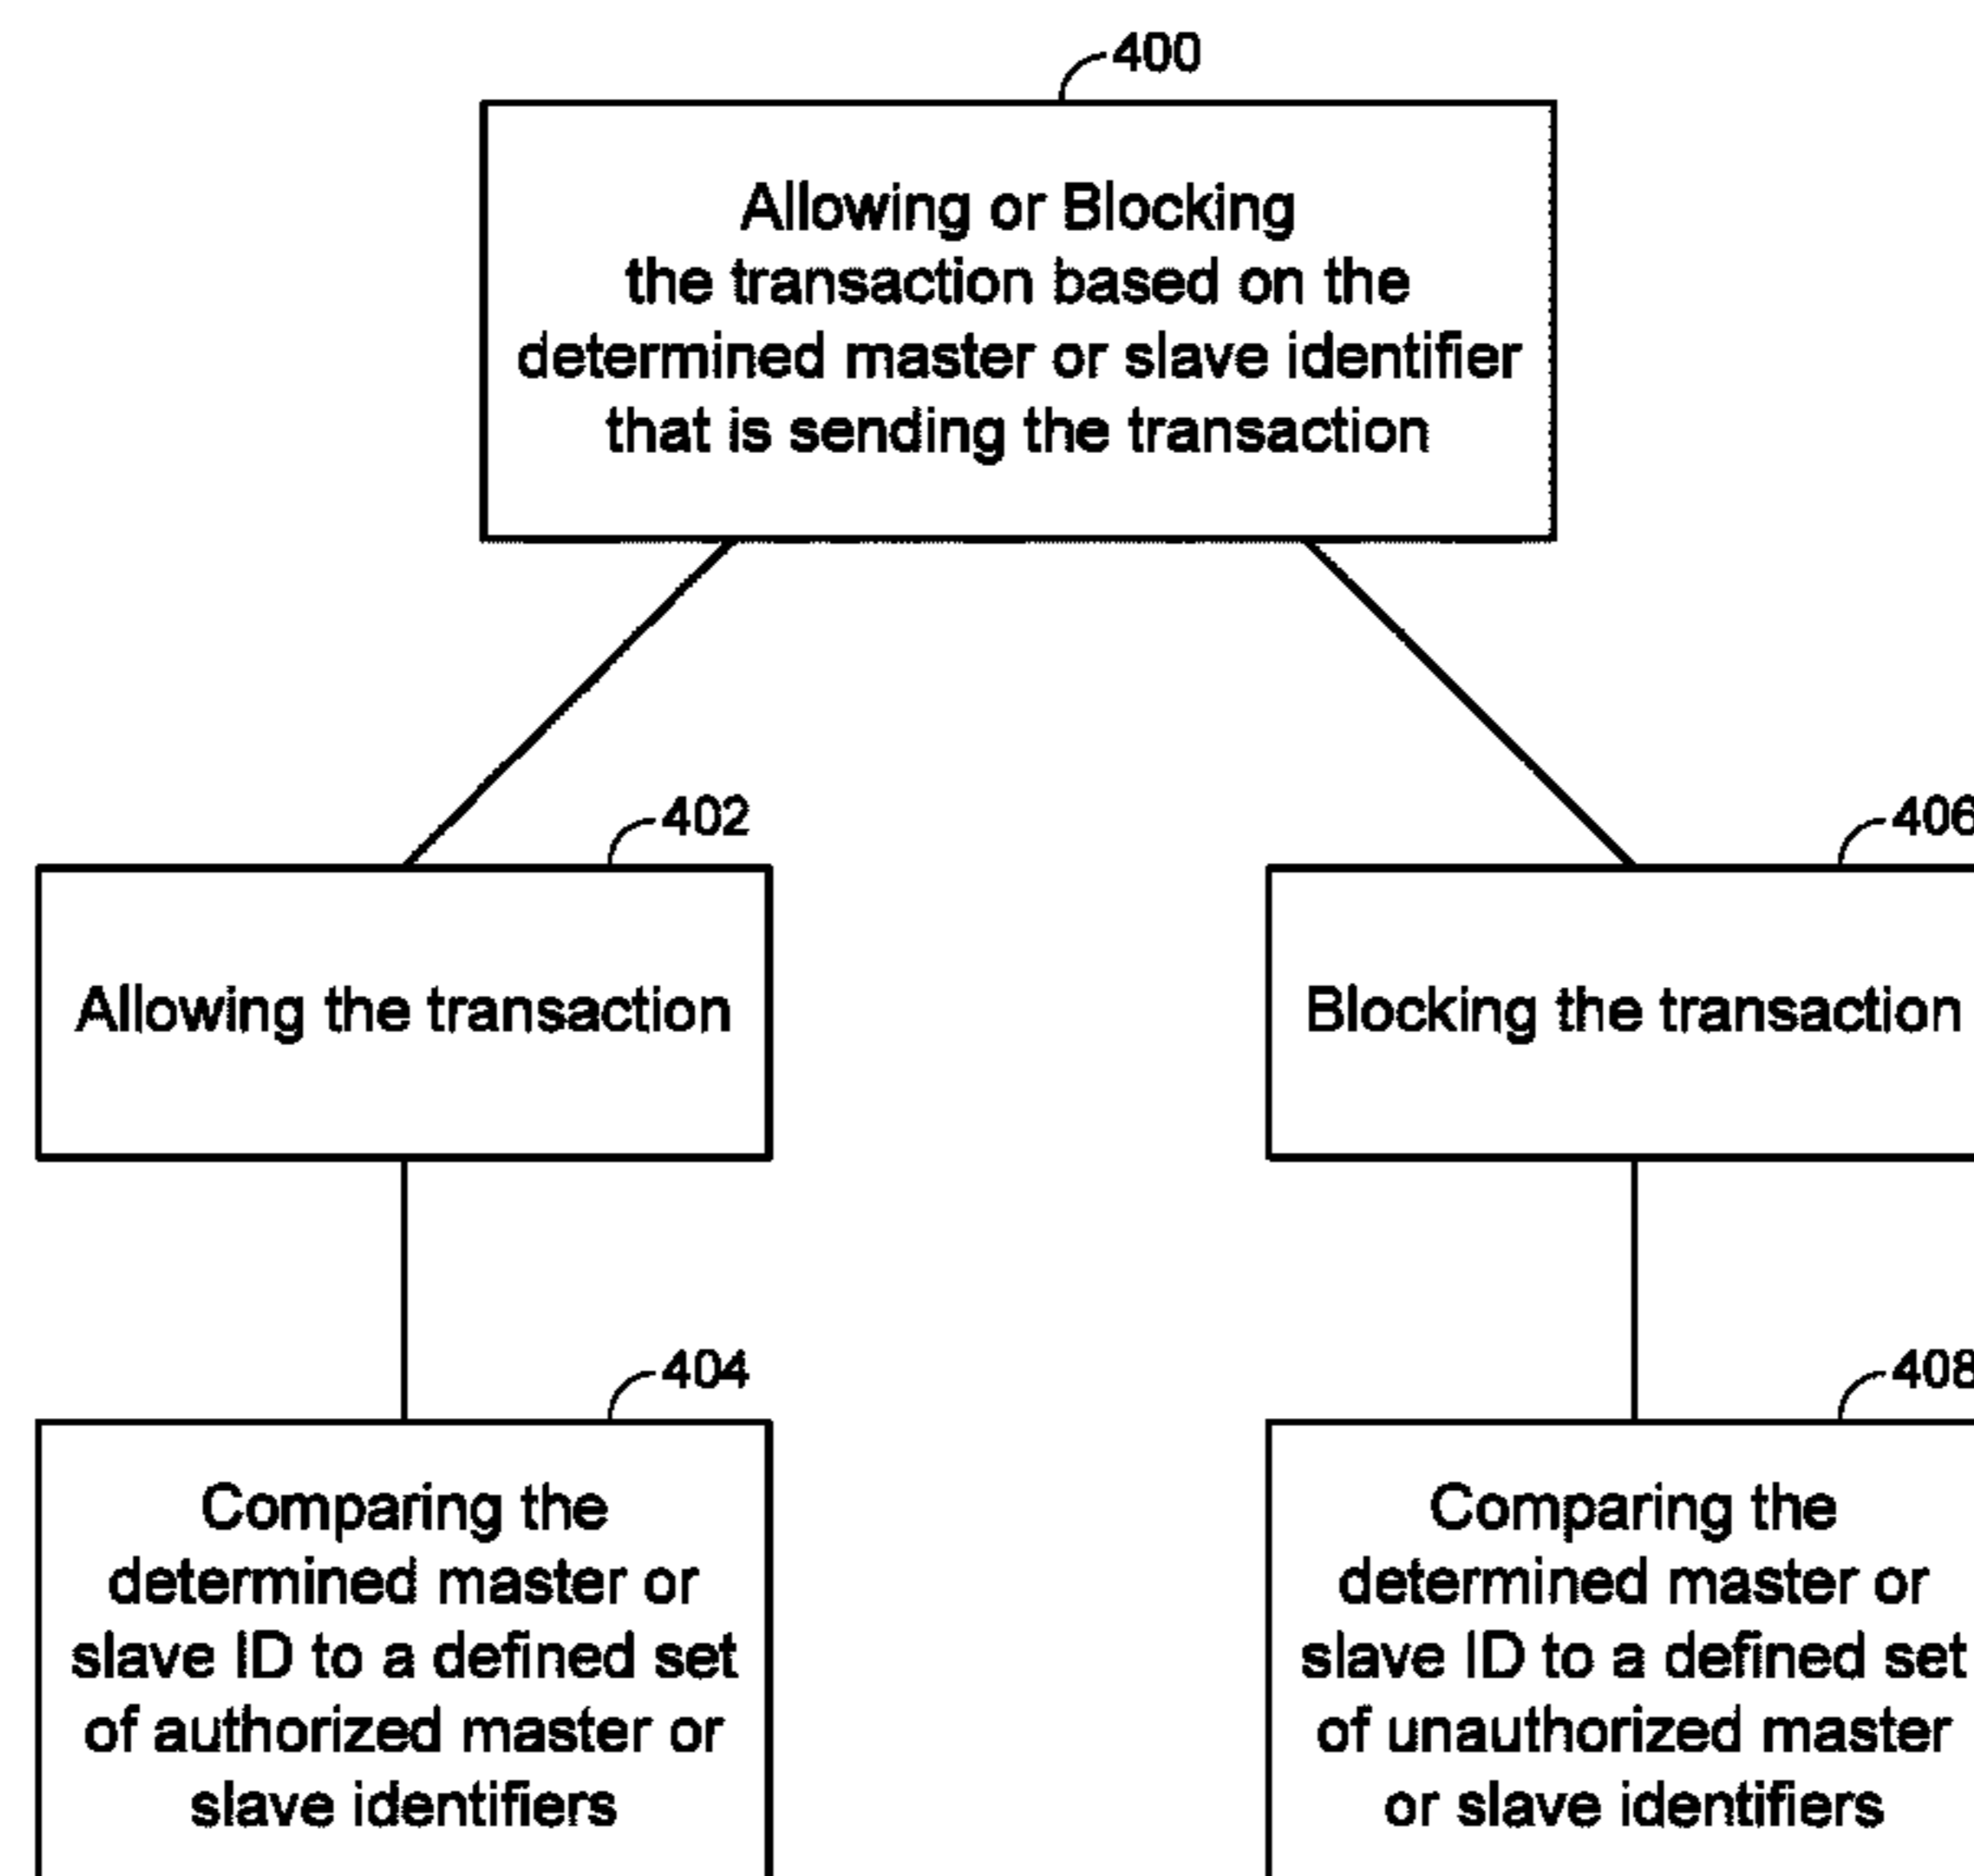 400
Allowing or Blocking
the transaction based on the
determined master or slave identifier
that is sending the transaction
402
Allowing the transaction
406
Blocking the transaction
404
Comparing the
determined master or
slave ID to a defined set
of authorized master or
slave identifiers
408
Comparing the
determined master or
slave ID to a defined set
of unauthorized master
or slave identifiers